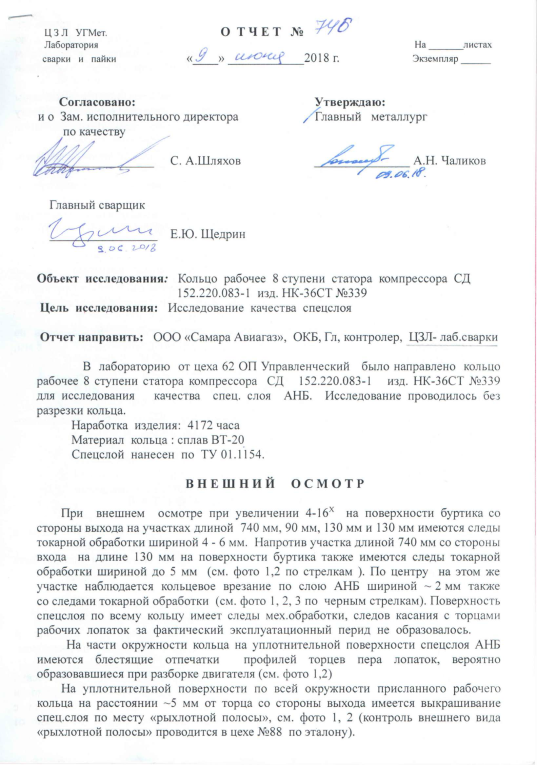 ЦЗЛ УГМет.
О Т Ч Е Т № 746
Лаборатория
На ______листах
сварки и пайки
« 9 » июня 2018 г.
Экземпляр ______
Согласовано:
Утверждаю:
и о Зам. исполнительного директора
Главный металлург
по качеству
С. А.Шляхов
А.Н. Чаликов
09.06.18.
Главный сварщик
Е.Ю. Щедрин
9 06 2018
Объект исследования: Кольцо рабочее 8 ступени статора компрессора СД
152.220.083-1 изд. НК-36СТ №339
Цель исследования: Исследование качества спецслоя
Отчет направить: ООО «Самара Авиагаз», ОКБ, Гл, контролер, ЦЗЛ- лаб.сварки
В лабораторию от цеха 62 ОП Управленческий было направлено кольцо
рабочее 8 ступени статора компрессора СД 152.220.083-1 изд. НК-36СТ №339
для исследования качества спец. слоя АНБ. Исследование проводилось без
разрезки кольца.
Наработка изделия: 4172 часа
Материал кольца : сплав ВТ-20
Спецслой нанесен по ТУ 01.1154.
В Н Е Ш Н И Й О С М О Т Р
При внешнем осмотре при увеличении 4-16Х на поверхности буртика со
стороны выхода на участках длиной 740 мм, 90 мм, 130 мм и 130 мм имеются следы
токарной обработки шириной 4 - 6 мм. Напротив участка длиной 740 мм со стороны
входа на длине 130 мм на поверхности буртика также имеются следы токарной
обработки шириной до 5 мм (см. фото 1,2 по стрелкам ). По центру на этом же
участке наблюдается кольцевое врезание по слою АНБ шириной ~ 2 мм также
со следами токарной обработки (см. фото 1, 2, 3 по черным стрелкам). Поверхность
спецслоя по всему кольцу имеет следы мех.обработки, следов касания с торцами
рабочих лопаток за фактический эксплуатационный перид не образовалось.
На части окружности кольца на уплотнительной поверхности спецслоя АНБ
имеются блестящие отпечатки профилей торцев пера лопаток, вероятно
образовавшиеся при разборке двигателя (см. фото 1,2)
На уплотнительной поверхности по всей окружности присланного рабочего
кольца на расстоянии ~5 мм от торца со стороны выхода имеется выкрашивание
спец.слоя по месту «рыхлотной полосы», см. фото 1, 2 (контроль внешнего вида
«рыхлотной полосы» проводится в цехе №88 по эталону).